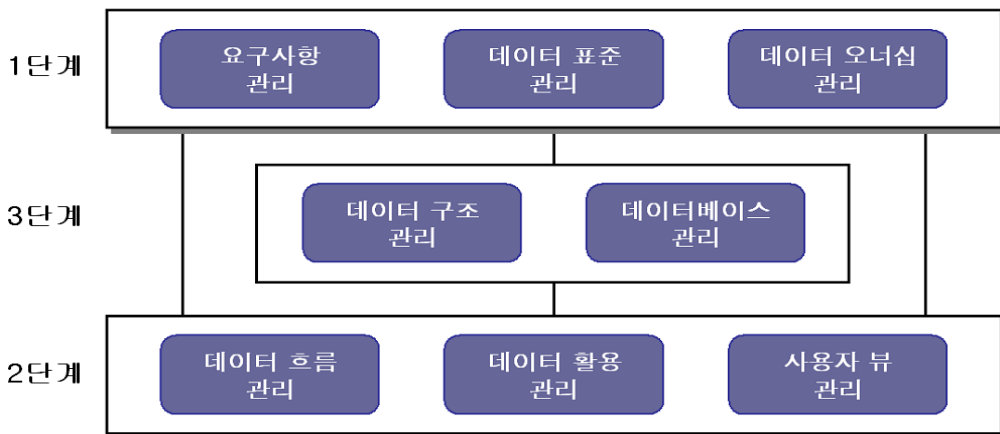 1단계
요구사항
관리
데이터 표준
관리
데이터 오너십
관리
3단계
데이터 구조
관리
데이터베이스
관리
2단계
데이터 흐름
관리
데이터 활용
관리
사용자 뷰
관리